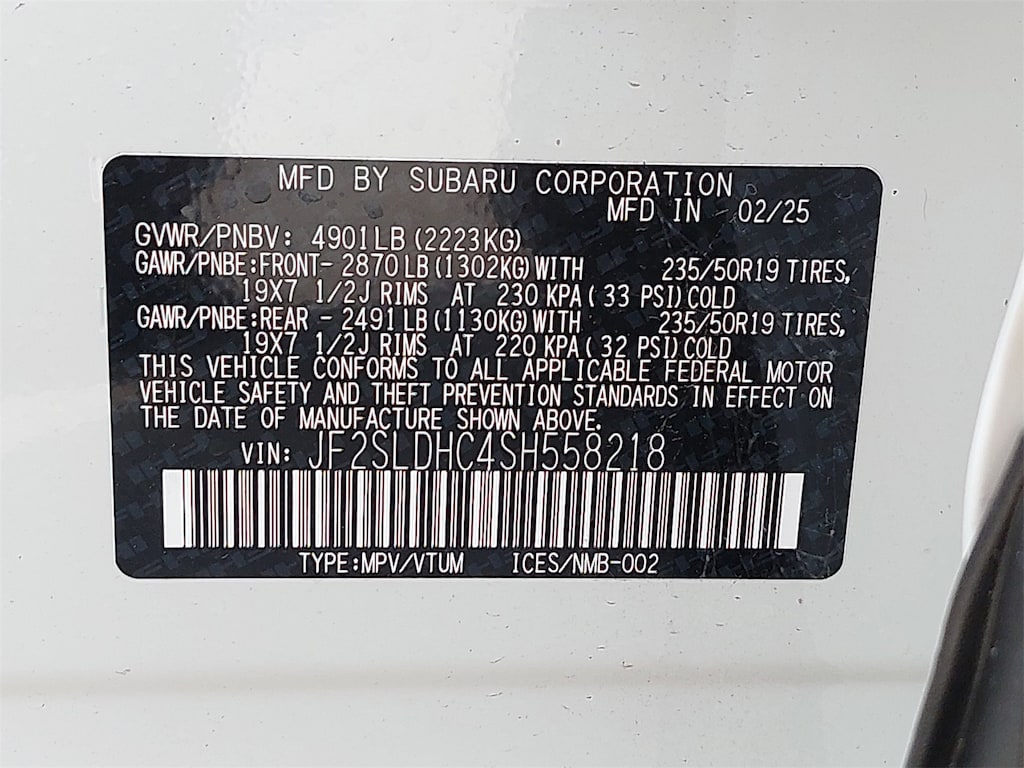 MFD BY SUBARU CORPORATION
MFD IN 02/25
GVWR/PNBV: 4901LB(2223KG)
GAWR/PNBE:FRONT-2870LB(1302KG)WITH 235/50R19 TIRES,
19X7 1/2J RIMS AT 230 KPA(33 PSI)COLD
GAWR/PNBE:REAR -2491LB(1130KG)WITH 235/50R19 TIRES,
19X7 1/2J RIMS AT 220 KPA(32 PSI)COLD
THIS VEHICLE CONFORMS TO ALL APPLICABLE FEDERAL MOTOR
VEHICLE SAFETY AND THEFT PREVENTION STANDARDS IN EFFECT ON
THE DATE OF MANUFACTURE SHOWN ABOVE.
VIN: JF2SLDHC4SH558218
TYPE:MPV/VTUM ICES/NMB-002